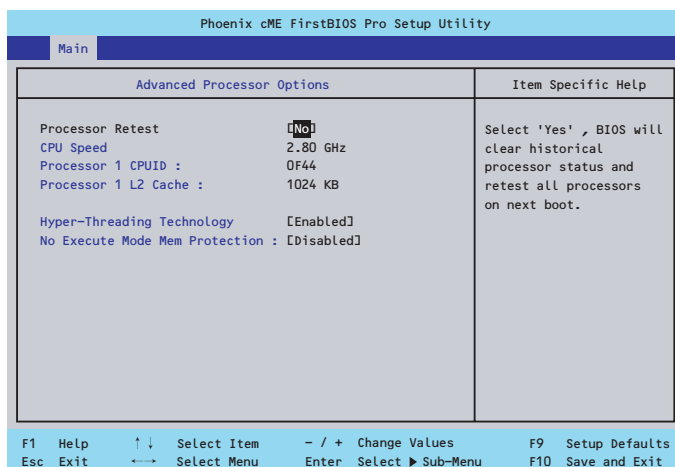 Phoenix cME FirstBIOS Pro Setup Utility
Main
Advanced Processor Options
Item Specific Help
Processor Retest [No]
CPU Speed 2.80 GHz
Processor 1 CPUID : 0F44
Processor 1 L2 Cache : 1024 KB
Hyper-Threading Technology [Enabled]
No Execute Mode Mem Protection : [Disabled]
Select 'Yes' , BIOS will
clear historical
processor status and
retest all processors
on next boot.
F1 Help ↑↓ Select Item - / + Change Values F9 Setup Defaults
Esc Exit ←→ Select Menu Enter Select ▶ Sub-Menu F10 Save and Exit